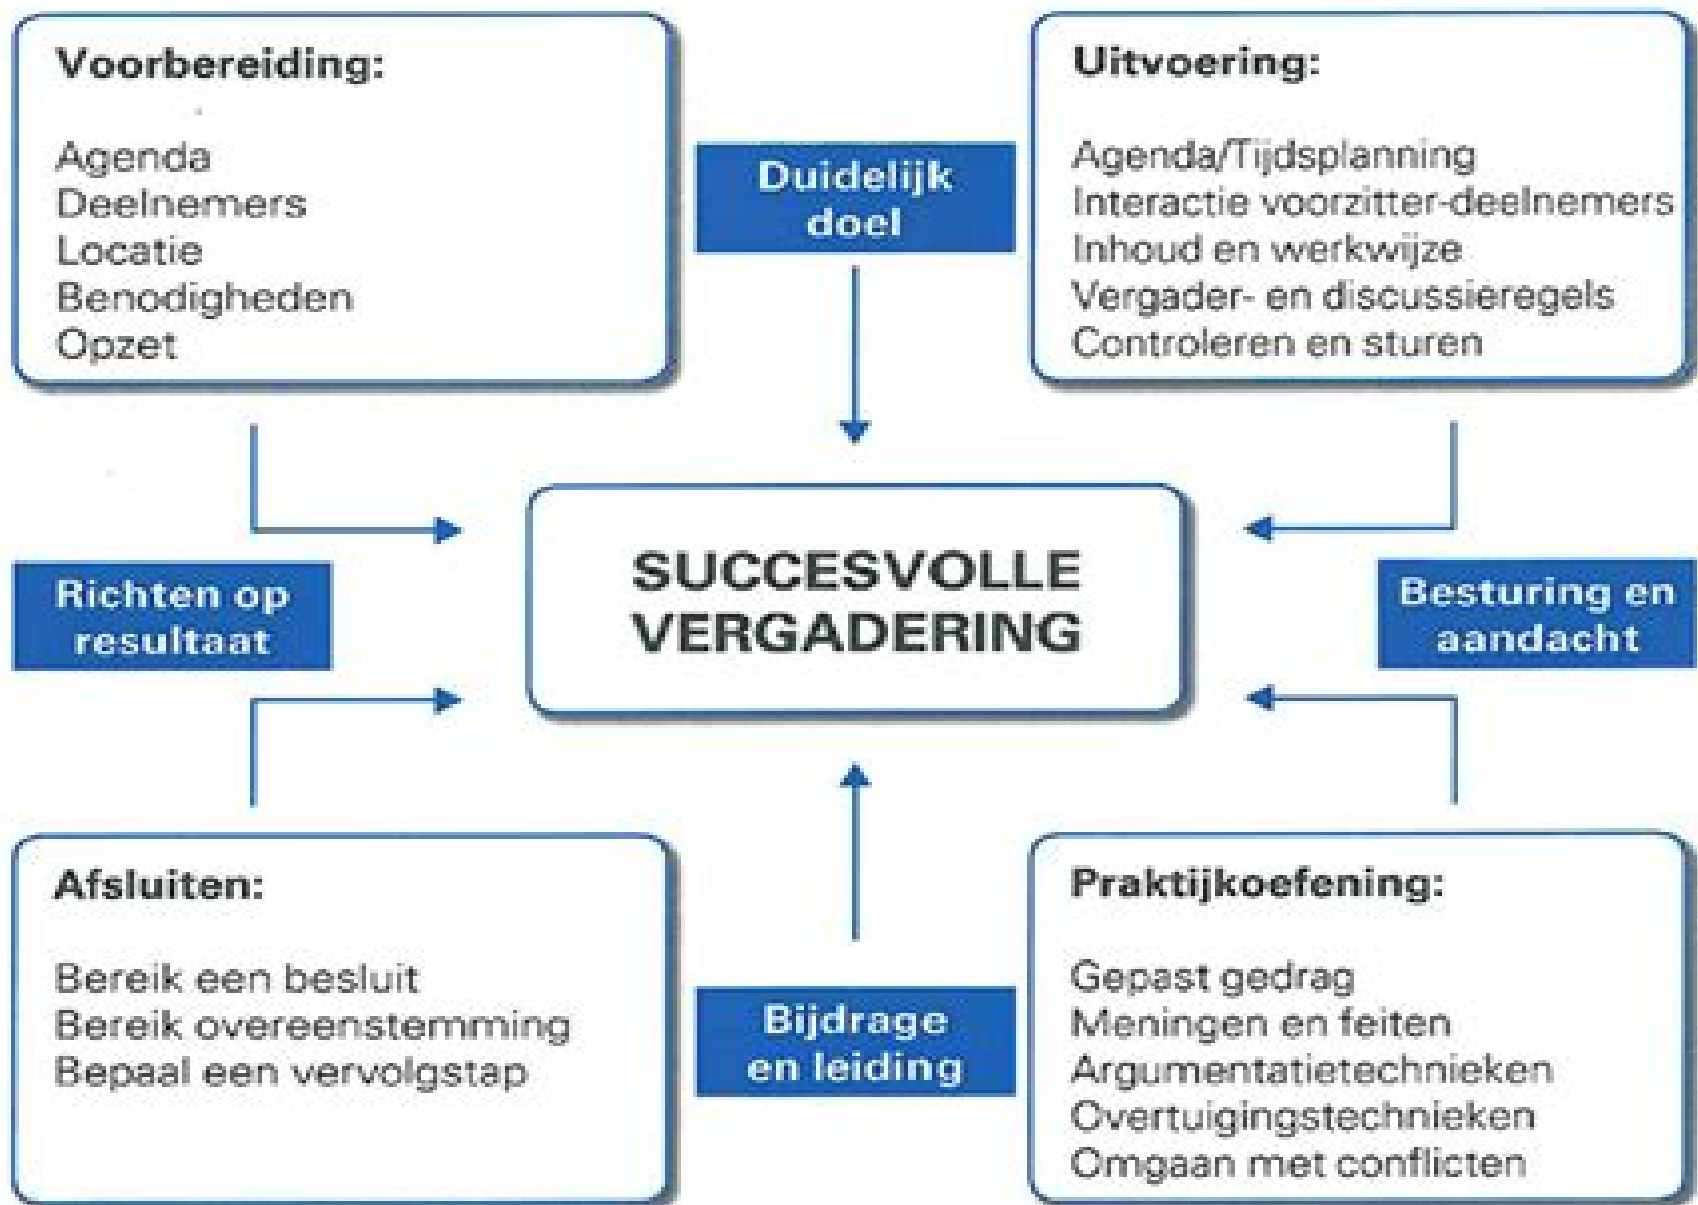 Voorbereiding:
Agenda
Deelnemers
Locatie
Benodigheden
Opzet
Duidelijk
doel
Uitvoering:
Agenda/Tijdsplanning
Interactie voorzitter-deelnemers
Inhoud en werkwijze
Vergader- en discussieregels
Controleren en sturen
Richten op
resultaat
SUCCESVOLLE
VERGADERING
Besturing en
aandacht
Afsluiten:
Bereik een besluit
Bereik overeenstemming
Bepaal een vervolgstap
Bijdrage
en leiding
Praktijkoefening:
Gepast gedrag
Meningen en feiten
Argumentatietechnieken
Overtuigingstechnieken
Omgaan met conflicten